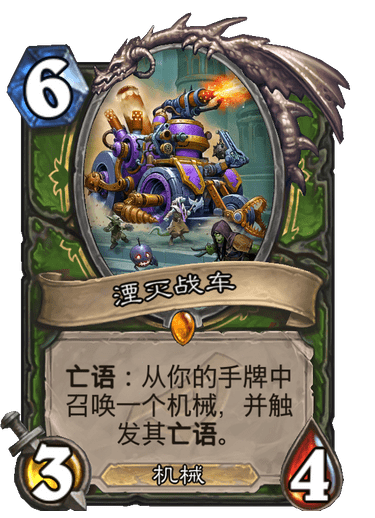 6
湮灭战车
亡语：从你的手牌中
召唤一个机械，并触
发其亡语。
机械
3
4